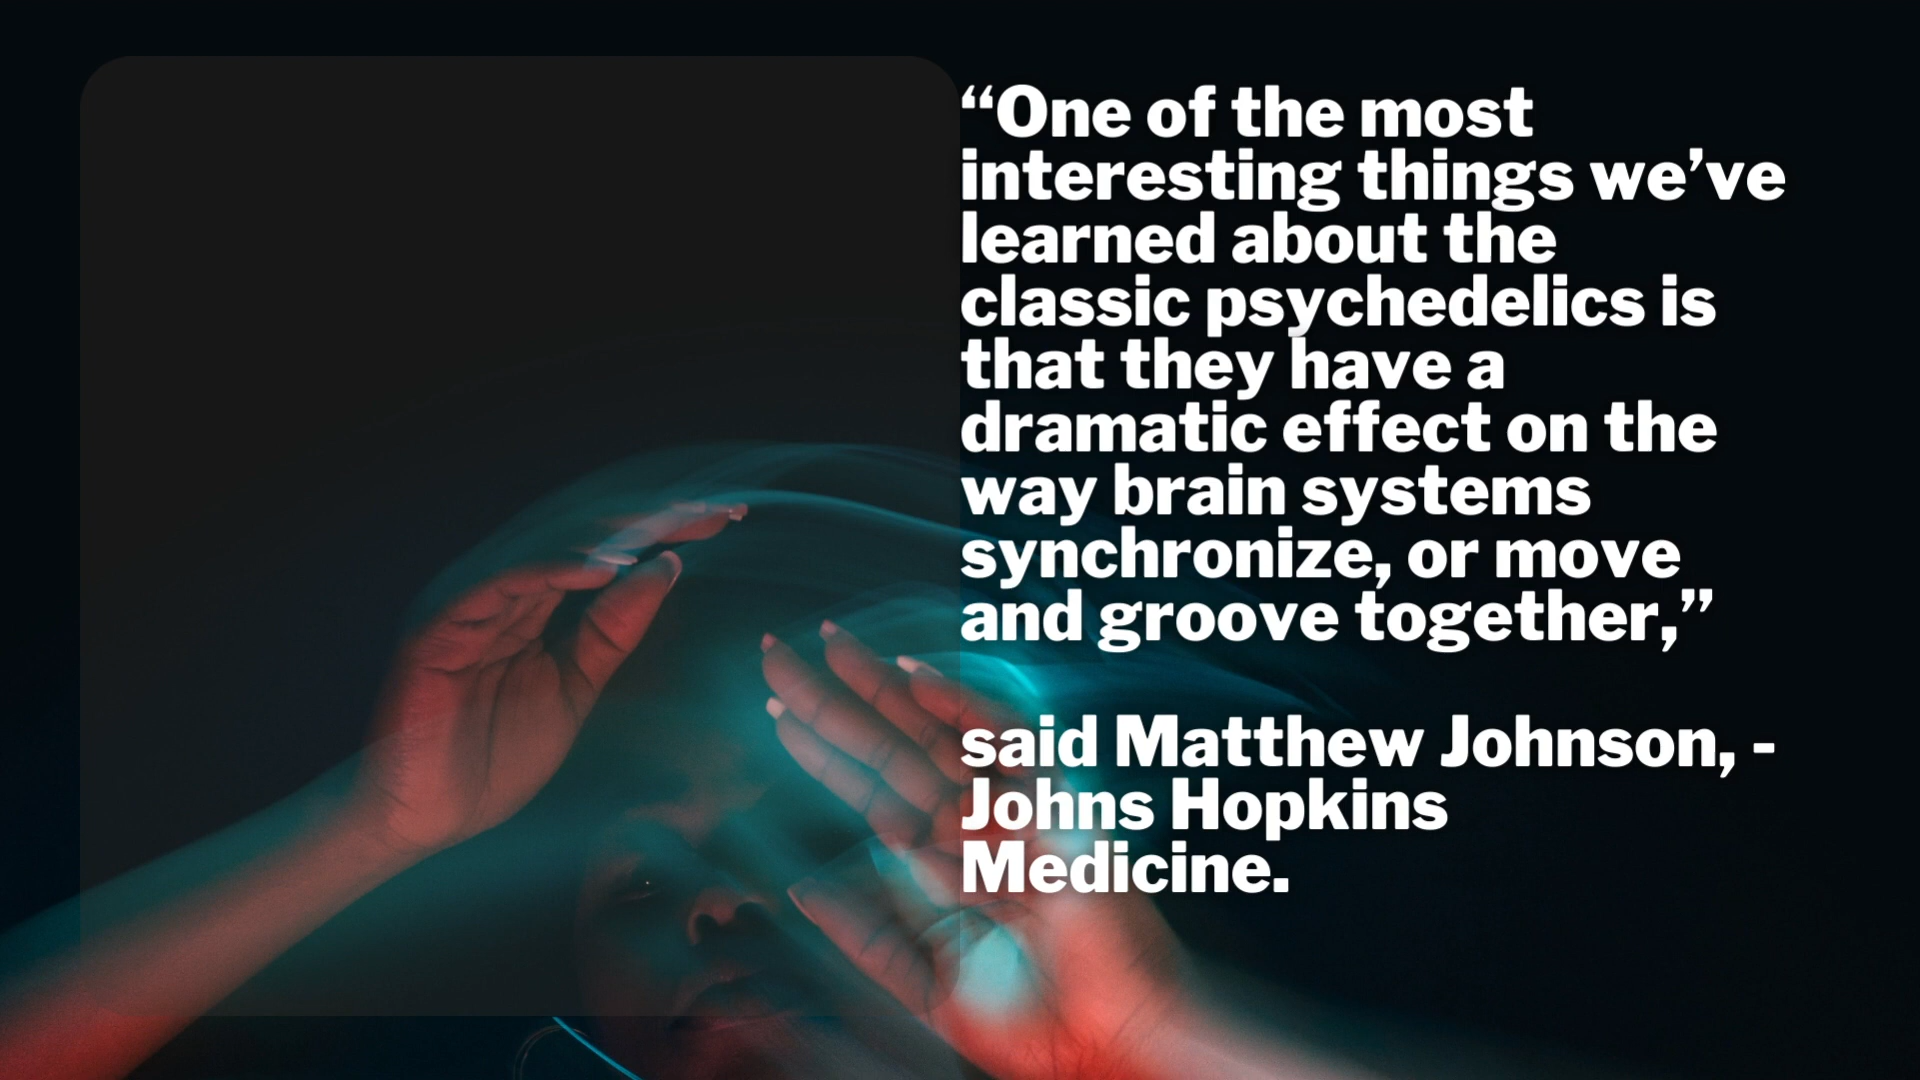 “One of the most
interesting things we’ve
learned about the
classic psychedelics is
that they have a
dramatic effect on the
way brain systems
synchronize, or move
and groove together,”
said Matthew Johnson, -
Johns Hopkins
Medicine.